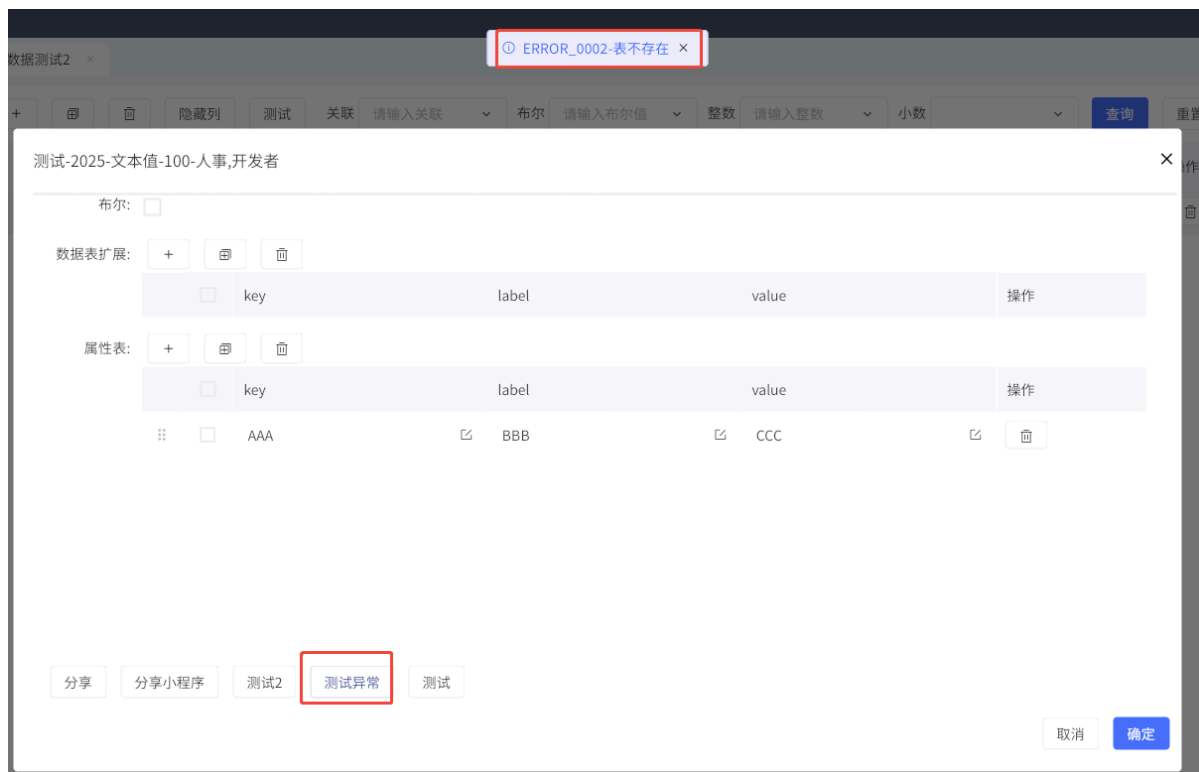 ERROR_0002-表不存在
数据测试2
隐藏列 测试 关联 请输入关联 布尔 请输入布尔值 整数 请输入整数 小数 查询 重置
测试-2025-文本值-100-人事,开发者
布尔:
数据表扩展:
key label value 操作
属性表:
key label value 操作
AAA BBB CCC
分享 分享小程序 测试2 测试异常 测试
取消 确定